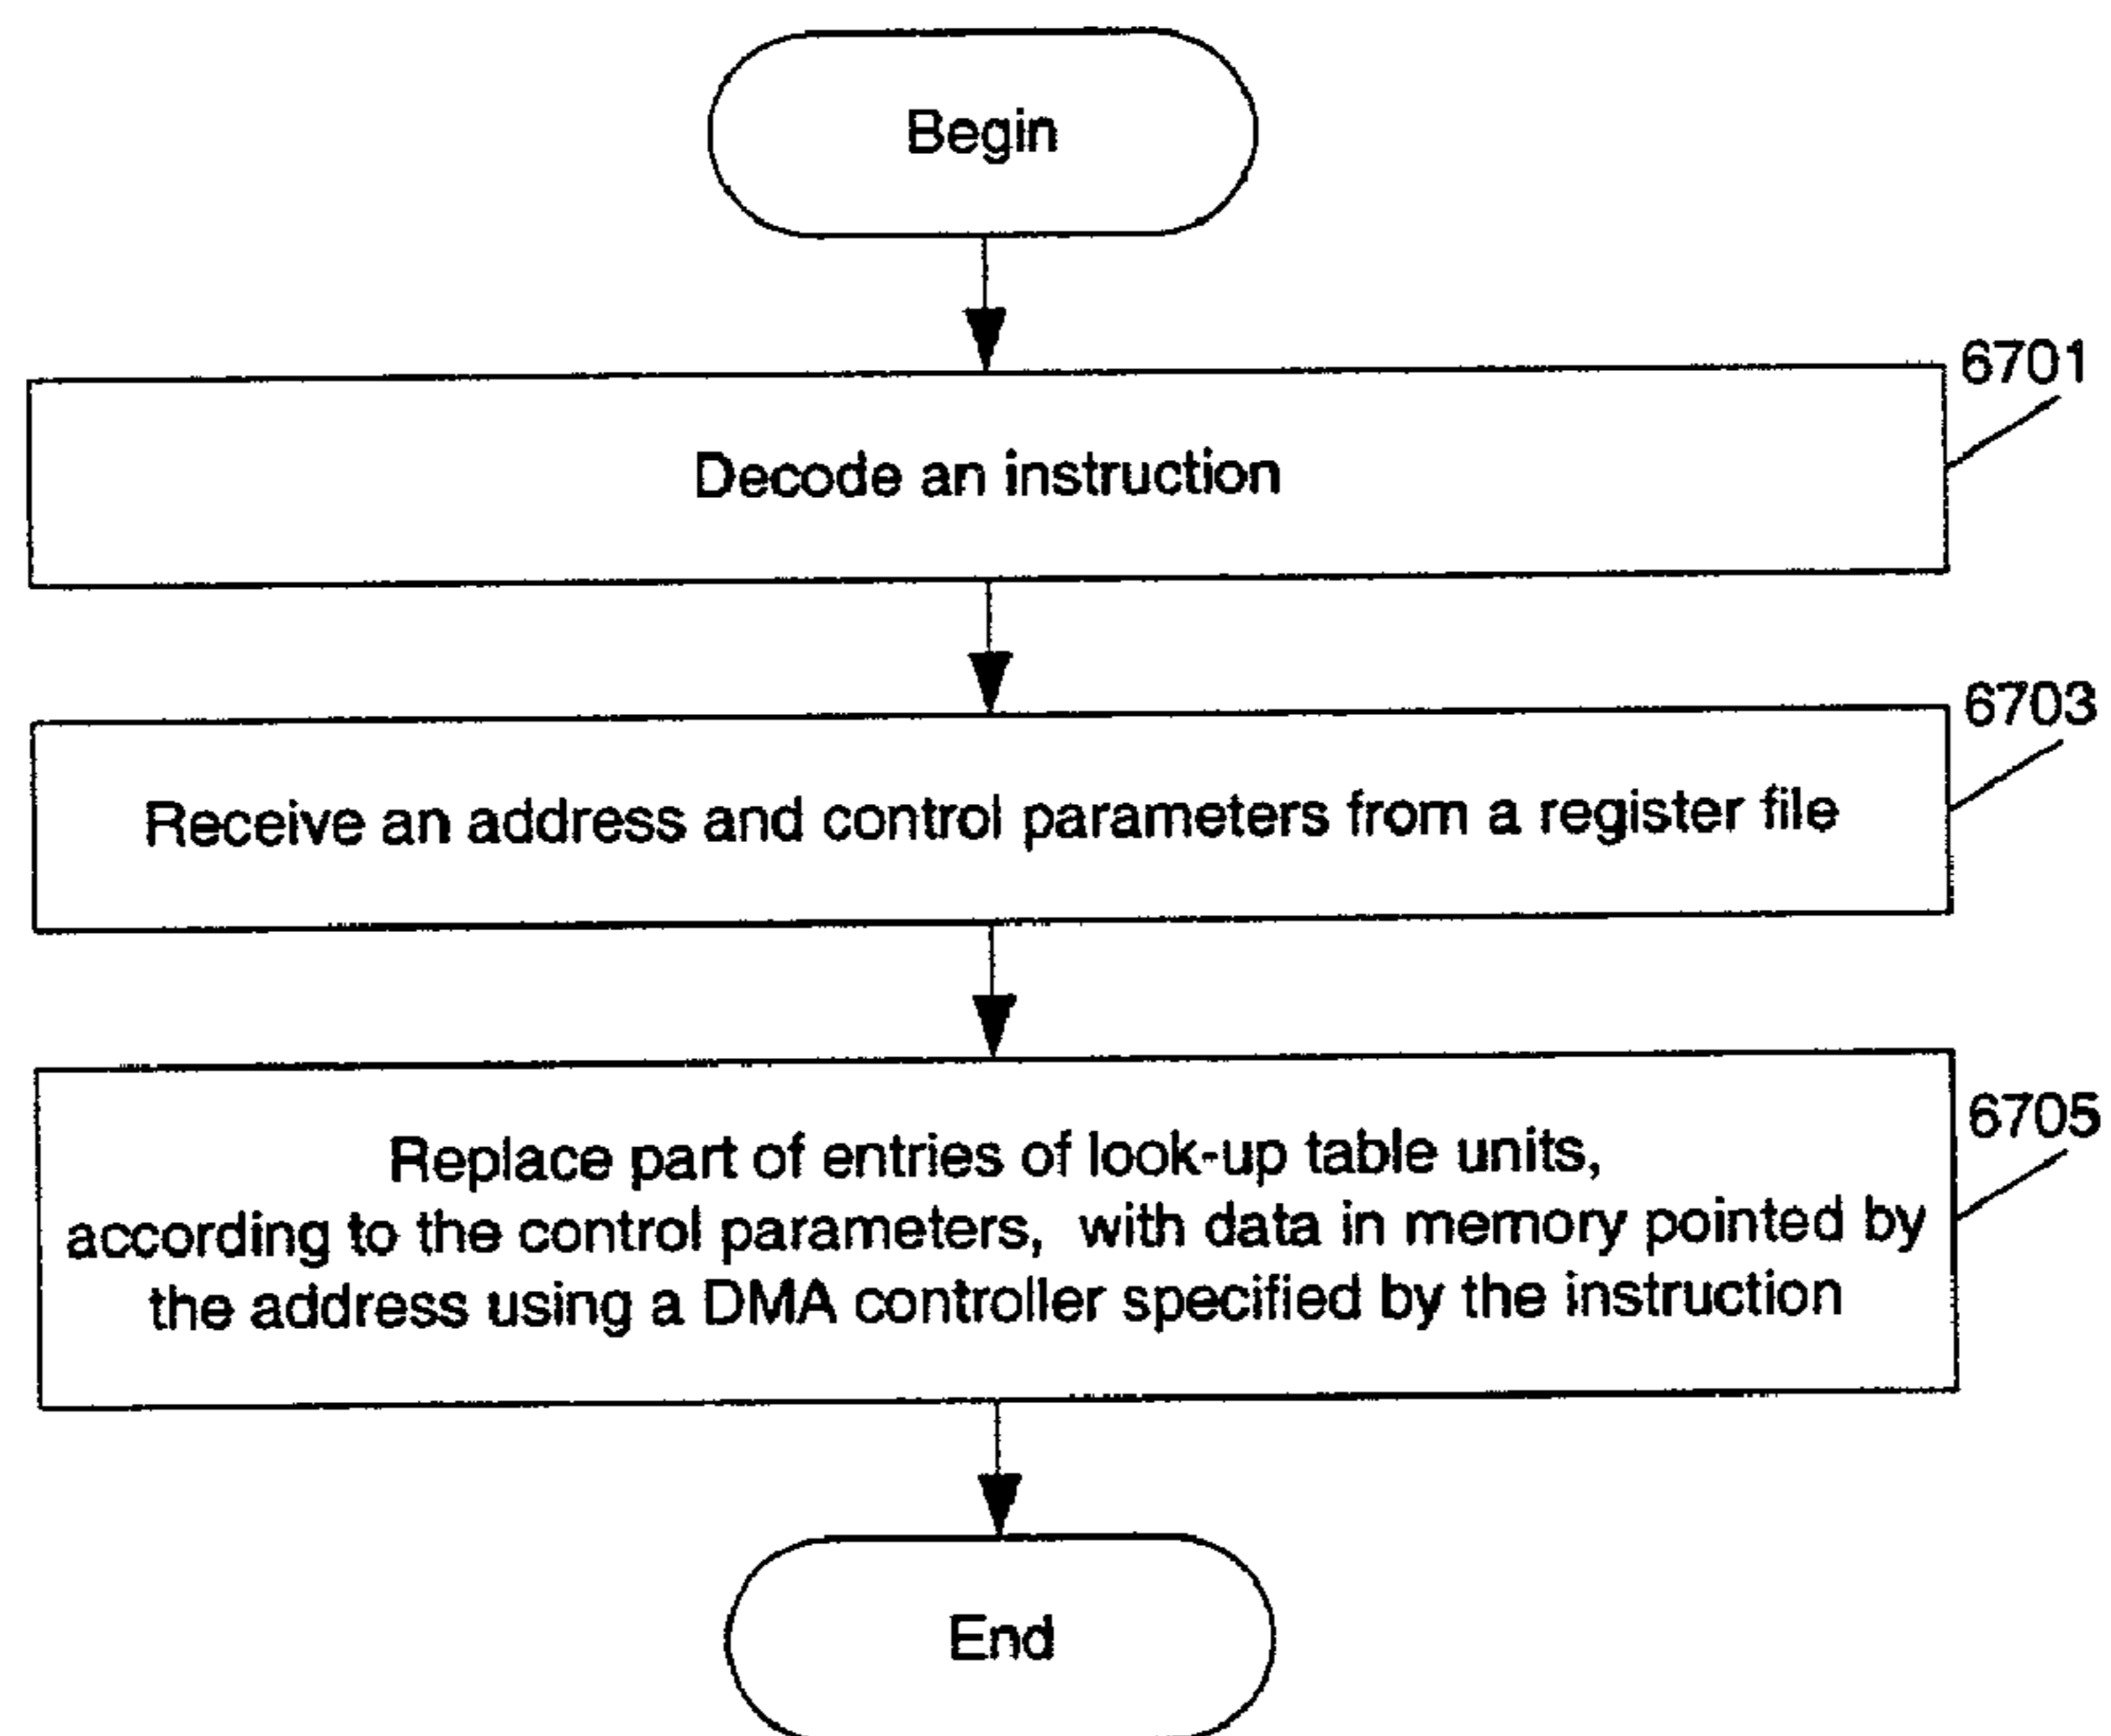 Begin
6701
Decode an instruction
6703
Receive an address and control parameters from a register file
6705
Replace part of entries of look-up table units,
according to the control parameters, with data in memory pointed by
the address using a DMA controller specified by the instruction
End